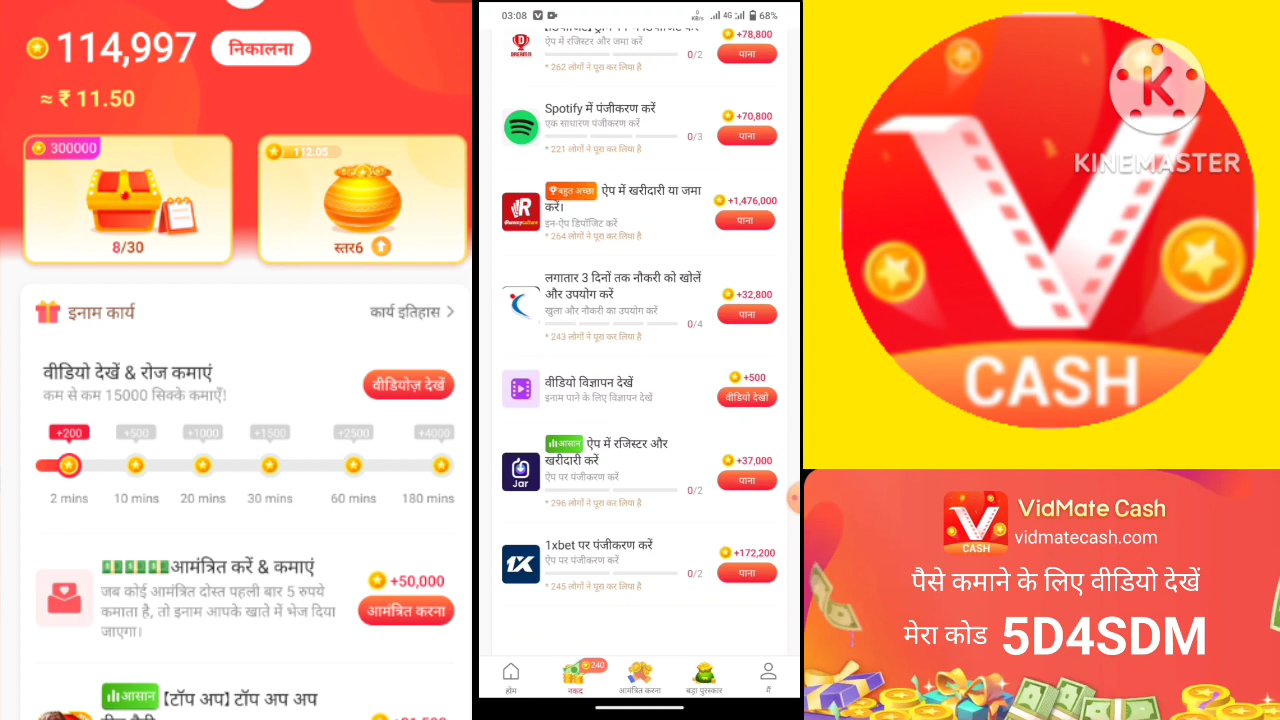 114,997 निकालना
≈ ₹ 11.50
300000
8/30
112.05
स्तर6
इनाम कार्य
कार्य इतिहास
वीडियो देखें & रोज कमाएं
कम से कम 15000 सिक्के कमाएँ!
वीडियोज़ देखें
+200 +500 +1000 +1500 +2500 +4000
2 mins 10 mins 20 mins 30 mins 60 mins 180 mins
आमंत्रित करें & कमाएं
जब कोई आमंत्रित दोस्त पहली बार 5 रुपये
कमाता है, तो इनाम आपके खाते में भेज दिया
जाएगा।
+50,000
आमंत्रित करना
आसान [टॉप अप] टॉप अप अप
03:08
0 KB/s 4G 68%
DREAM11
ऐप में रजिस्टर और जमा करें
0/2
* 262 लोगों ने पूरा कर लिया है
+78,800
पाना
Spotify में पंजीकरण करें
एक साधारण पंजीकरण करें
0/3
* 221 लोगों ने पूरा कर लिया है
+70,800
पाना
बहुत अच्छा ऐप में खरीदारी या जमा
करें।
इन-ऐप डिपॉजिट करें
* 264 लोगों ने पूरा कर लिया है
+1,476,000
पाना
लगातार 3 दिनों तक नौकरी को खोलें
और उपयोग करें
खुला और नौकरी का उपयोग करें
0/4
* 243 लोगों ने पूरा कर लिया है
+32,800
पाना
वीडियो विज्ञापन देखें
इनाम पाने के लिए विज्ञापन देखें
+500
वीडियो देखो
आसान ऐप में रजिस्टर और
खरीदारी करें
ऐप पर पंजीकरण करें
Jar
0/2
* 296 लोगों ने पूरा कर लिया है
+37,000
पाना
1xbet पर पंजीकरण करें
ऐप पर पंजीकरण करें
1X
0/2
* 245 लोगों ने पूरा कर लिया है
+172,200
पाना
240
होम नकद आमंत्रित करना बड़ा पुरस्कार मैं
K
KINEMASTER
V
CASH
CASH
VidMate Cash
vidmatecash.com
पैसे कमाने के लिए वीडियो देखें
मेरा कोड 5D4SDM